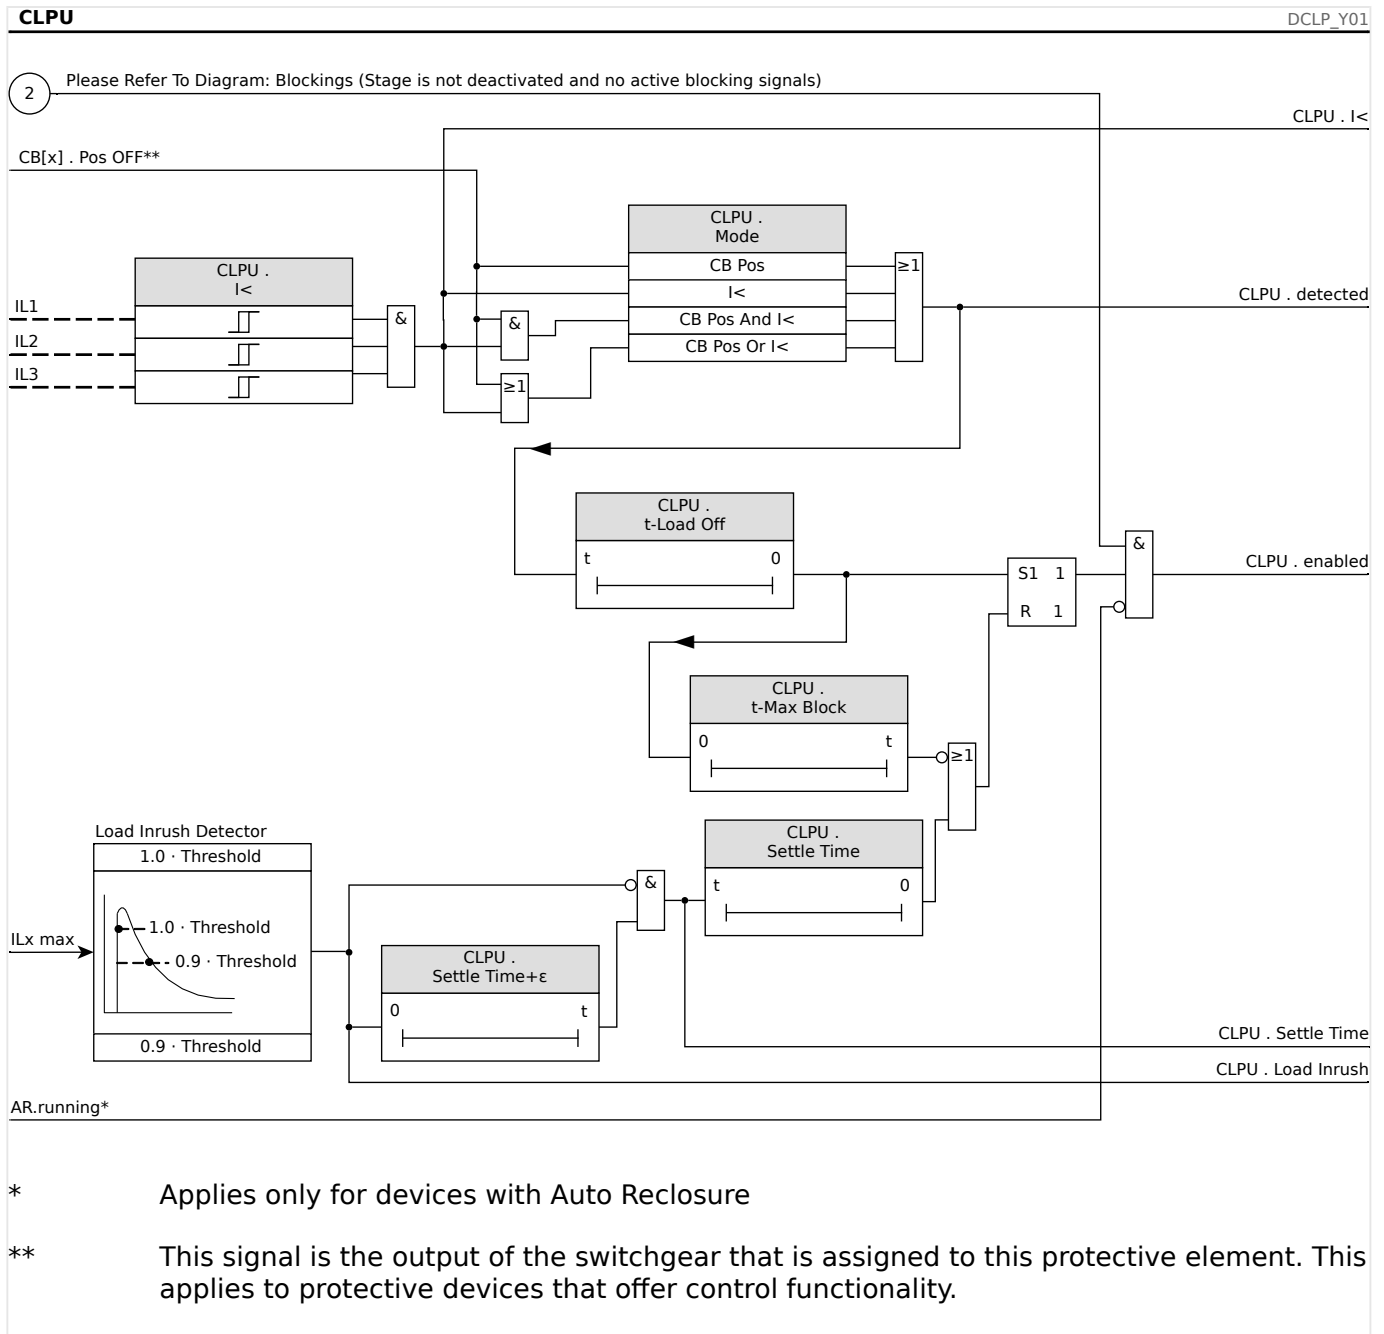 CLPU
DCLP_Y01
2
Please Refer To Diagram: Blockings (Stage is not deactivated and no active blocking signals)
CLPU . I<
CB[x] . Pos OFF**
CLPU .
Mode
CB Pos
I<
CB Pos And I<
CB Pos Or I<
≥1
CLPU .
I<
IL1
IL2
IL3
&
&
≥1
CLPU . detected
CLPU .
t-Load Off
t 0
S1 1
R 1
&
CLPU . enabled
CLPU .
t-Max Block
0 t
≥1
Load Inrush Detector
1.0 · Threshold
1.0 · Threshold
0.9 · Threshold
0.9 · Threshold
ILx max
&
CLPU .
Settle Time
t 0
CLPU .
Settle Time+ε
0 t
CLPU . Settle Time
CLPU . Load Inrush
AR.running*
* Applies only for devices with Auto Reclosure
** This signal is the output of the switchgear that is assigned to this protective element. This
applies to protective devices that offer control functionality.